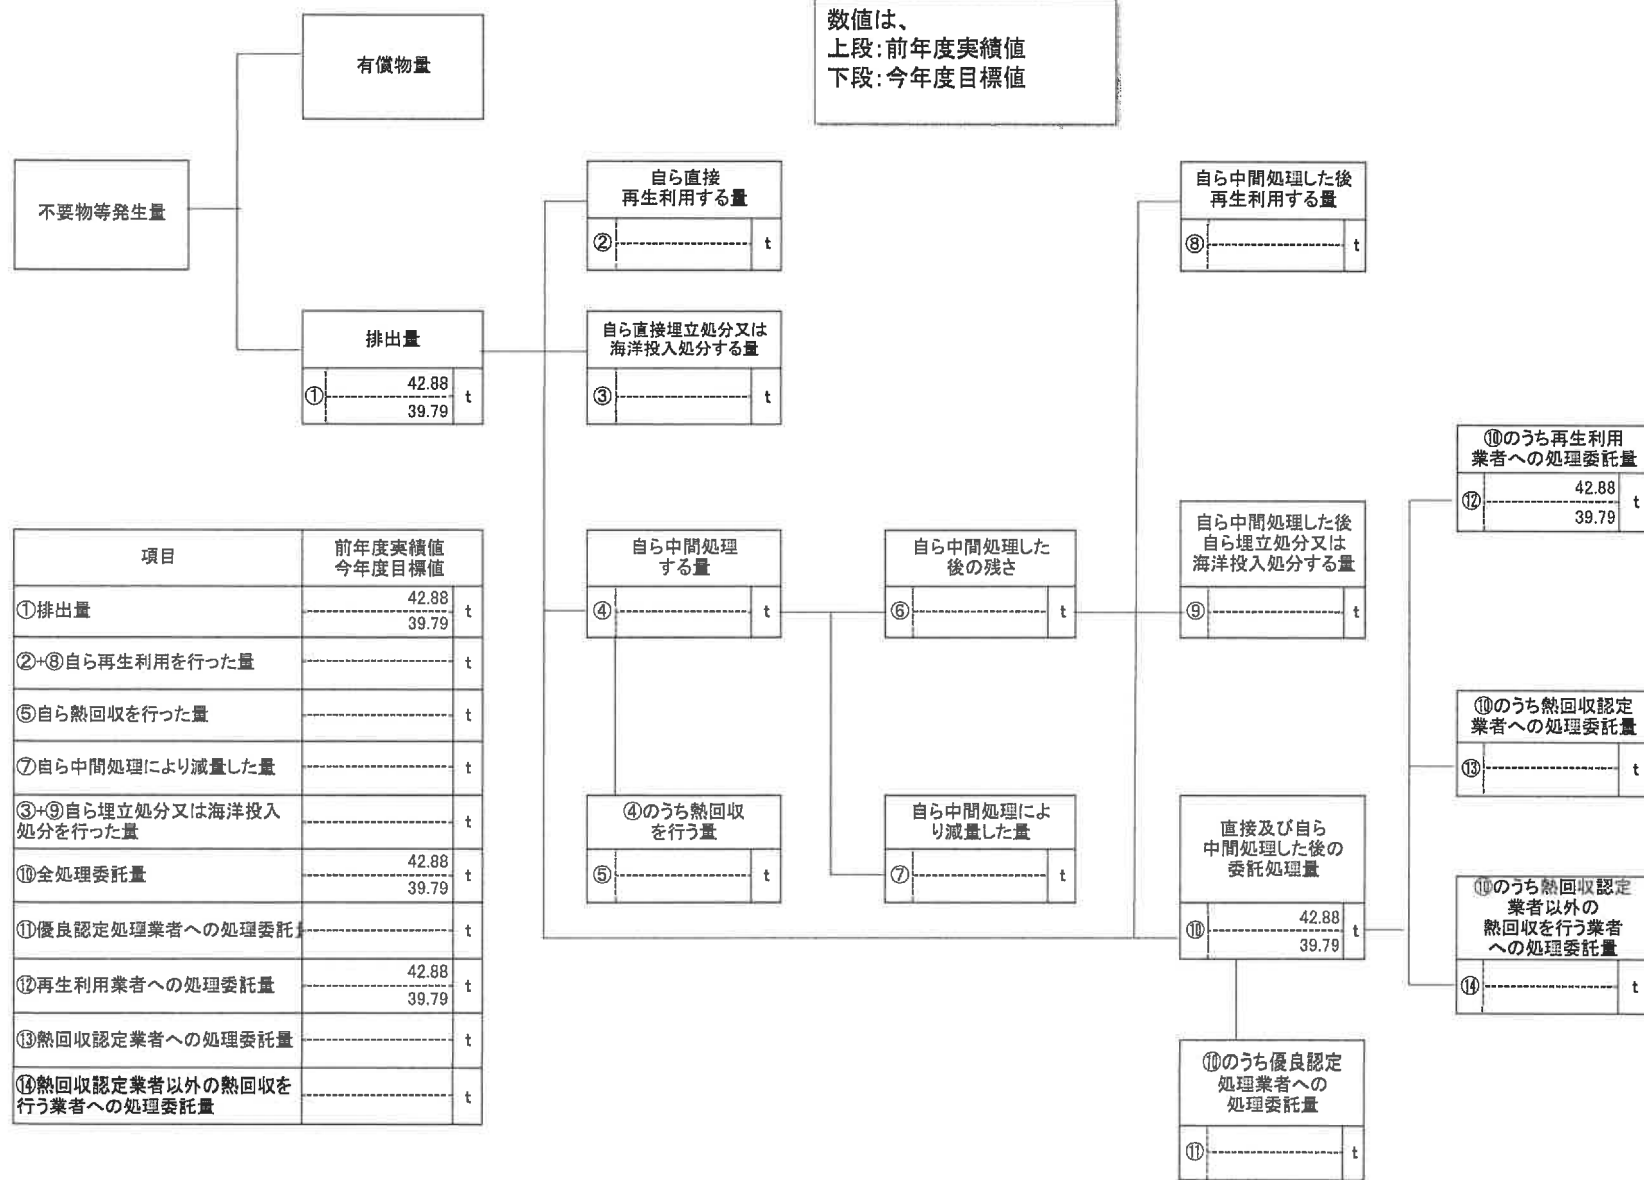 数値は、
上段:前年度実績値
下段:今年度目標値
有償物量
不要物等発生量
排出量
① 42.88 t
39.79
自ら直接
再生利用する量
② t
自ら直接埋立処分又は
海洋投入処分する量
③ t
自ら中間処理した後
再生利用する量
⑧ t
自ら中間処理
する量
④ t
自ら中間処理した
後の残さ
⑥ t
自ら中間処理した後
自ら埋立処分又は
海洋投入処分する量
⑨ t
④のうち熱回収
を行う量
⑤ t
自ら中間処理によ
り減量した量
⑦ t
直接及び自ら
中間処理した後の
委託処理量
⑩ 42.88 t
39.79
⑩のうち優良認定
処理業者への
処理委託量
⑪ t
⑩のうち再生利用
業者への処理委託量
⑫ 42.88 t
39.79
⑩のうち熱回収認定
業者への処理委託量
⑬ t
⑩のうち熱回収認定
業者以外の
熱回収を行う業者
への処理委託量
⑭ t
項目 前年度実績値
今年度目標値
①排出量 42.88 t
39.79
②+⑧自ら再生利用を行った量 t
⑤自ら熱回収を行った量 t
⑦自ら中間処理により減量した量 t
③+⑨自ら埋立処分又は海洋投入
処分を行った量 t
⑩全処理委託量 42.88 t
39.79
⑪優良認定処理業者への処理委託 t
⑫再生利用業者への処理委託量 42.88 t
39.79
⑬熱回収認定業者への処理委託量 t
⑭熱回収認定業者以外の熱回収を
行う業者への処理委託量 t